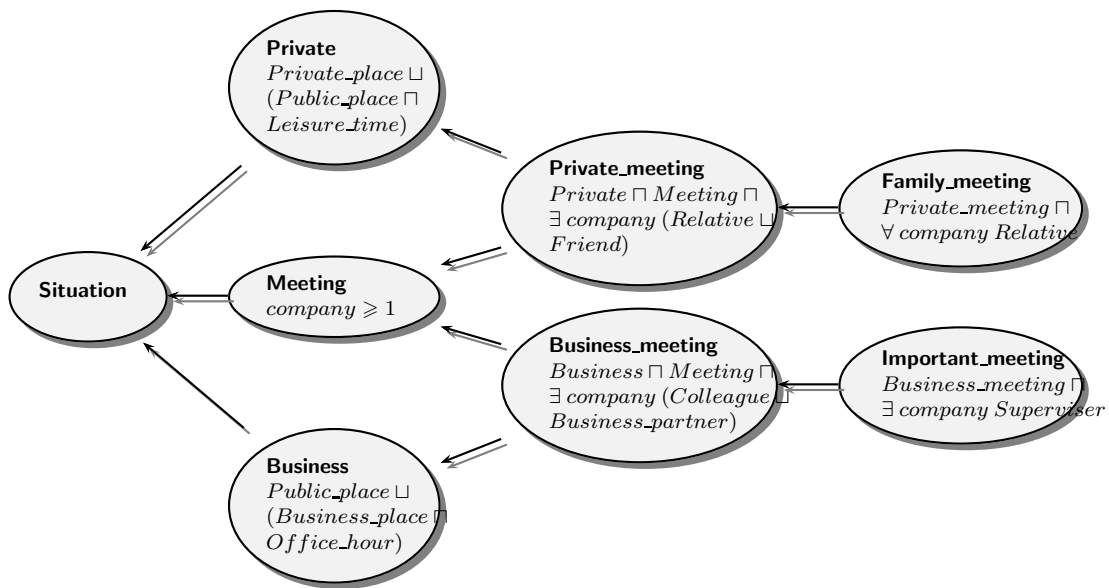 Private
Private_place ⊔
(Public_place ⊓
Leisure_time)
Private_meeting
Private ⊓ Meeting ⊓
∃ company (Relative ⊔
Friend)
Family_meeting
Private_meeting ⊓
∀ company Relative
Situation
Meeting
company ⩾ 1
Business_meeting
Business ⊓ Meeting ⊓
∃ company (Colleague ⊔
Business_partner)
Important_meeting
Business_meeting ⊓
∃ company Superviser
Business
Public_place ⊔
(Business_place ⊓
Office_hour)